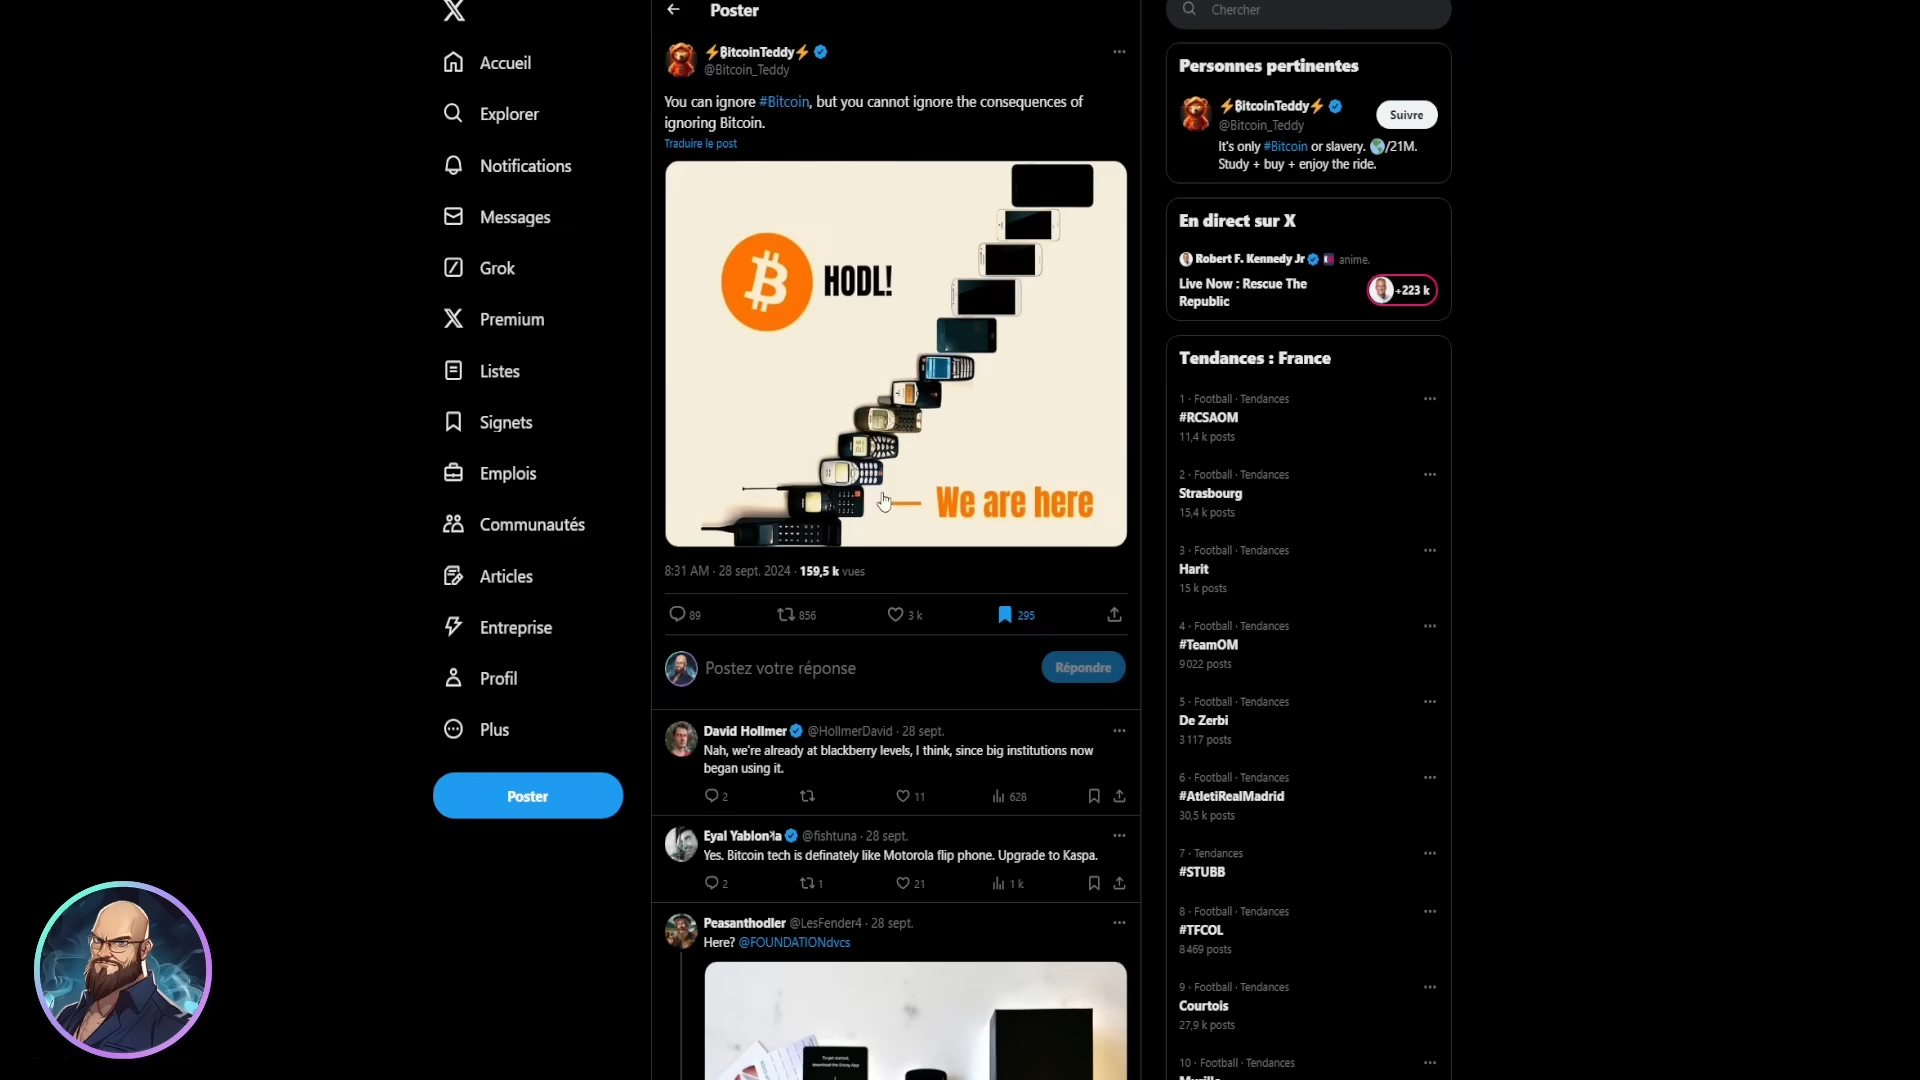 Accueil
Explorer
Notifications
Messages
Grok
Premium
Listes
Signets
Emplois
Communautés
Articles
Entreprise
Profil
Plus
Poster
Poster
⚡₿itcoinTeddy⚡
@Bitcoin_Teddy
You can ignore #Bitcoin, but you cannot ignore the consequences of
ignoring Bitcoin.
Traduire le post
HODL!
We are here
8:31 AM · 28 sept. 2024 · 159,5 k vues
89 856 3 k 295
Postez votre réponse
Répondre
David Hollmer @HollmerDavid · 28 sept.
Nah, we're already at blackberry levels, I think, since big institutions now
began using it.
2 11 628
@fishtuna · 28 sept.
Yes. Bitcoin tech is definately like Motorola flip phone. Upgrade to Kaspa.
2 1 21 1 k
Peasanthodler @LesFender4 · 28 sept.
Here? @FOUNDATIONdvcs
To get started,
download the Envoy App
Chercher
Personnes pertinentes
⚡₿itcoinTeddy⚡
@Bitcoin_Teddy
Suivre
It's only #Bitcoin or slavery. 🌎/21M.
Study + buy + enjoy the ride.
En direct sur X
Robert F. Kennedy Jr anime.
Live Now : Rescue The
Republic
+223 k
Tendances : France
1 · Football · Tendances
#RCSAOM
11,4 k posts
2 · Football · Tendances
Strasbourg
15,4 k posts
3 · Football · Tendances
Harit
15 k posts
4 · Football · Tendances
#TeamOM
9 022 posts
5 · Football · Tendances
De Zerbi
3 117 posts
6 · Football · Tendances
#AtletiRealMadrid
30,5 k posts
7 · Tendances
#STUBB
8 · Football · Tendances
#TFCOL
8 469 posts
9 · Football · Tendances
Courtois
27,9 k posts
10 · Football · Tendances